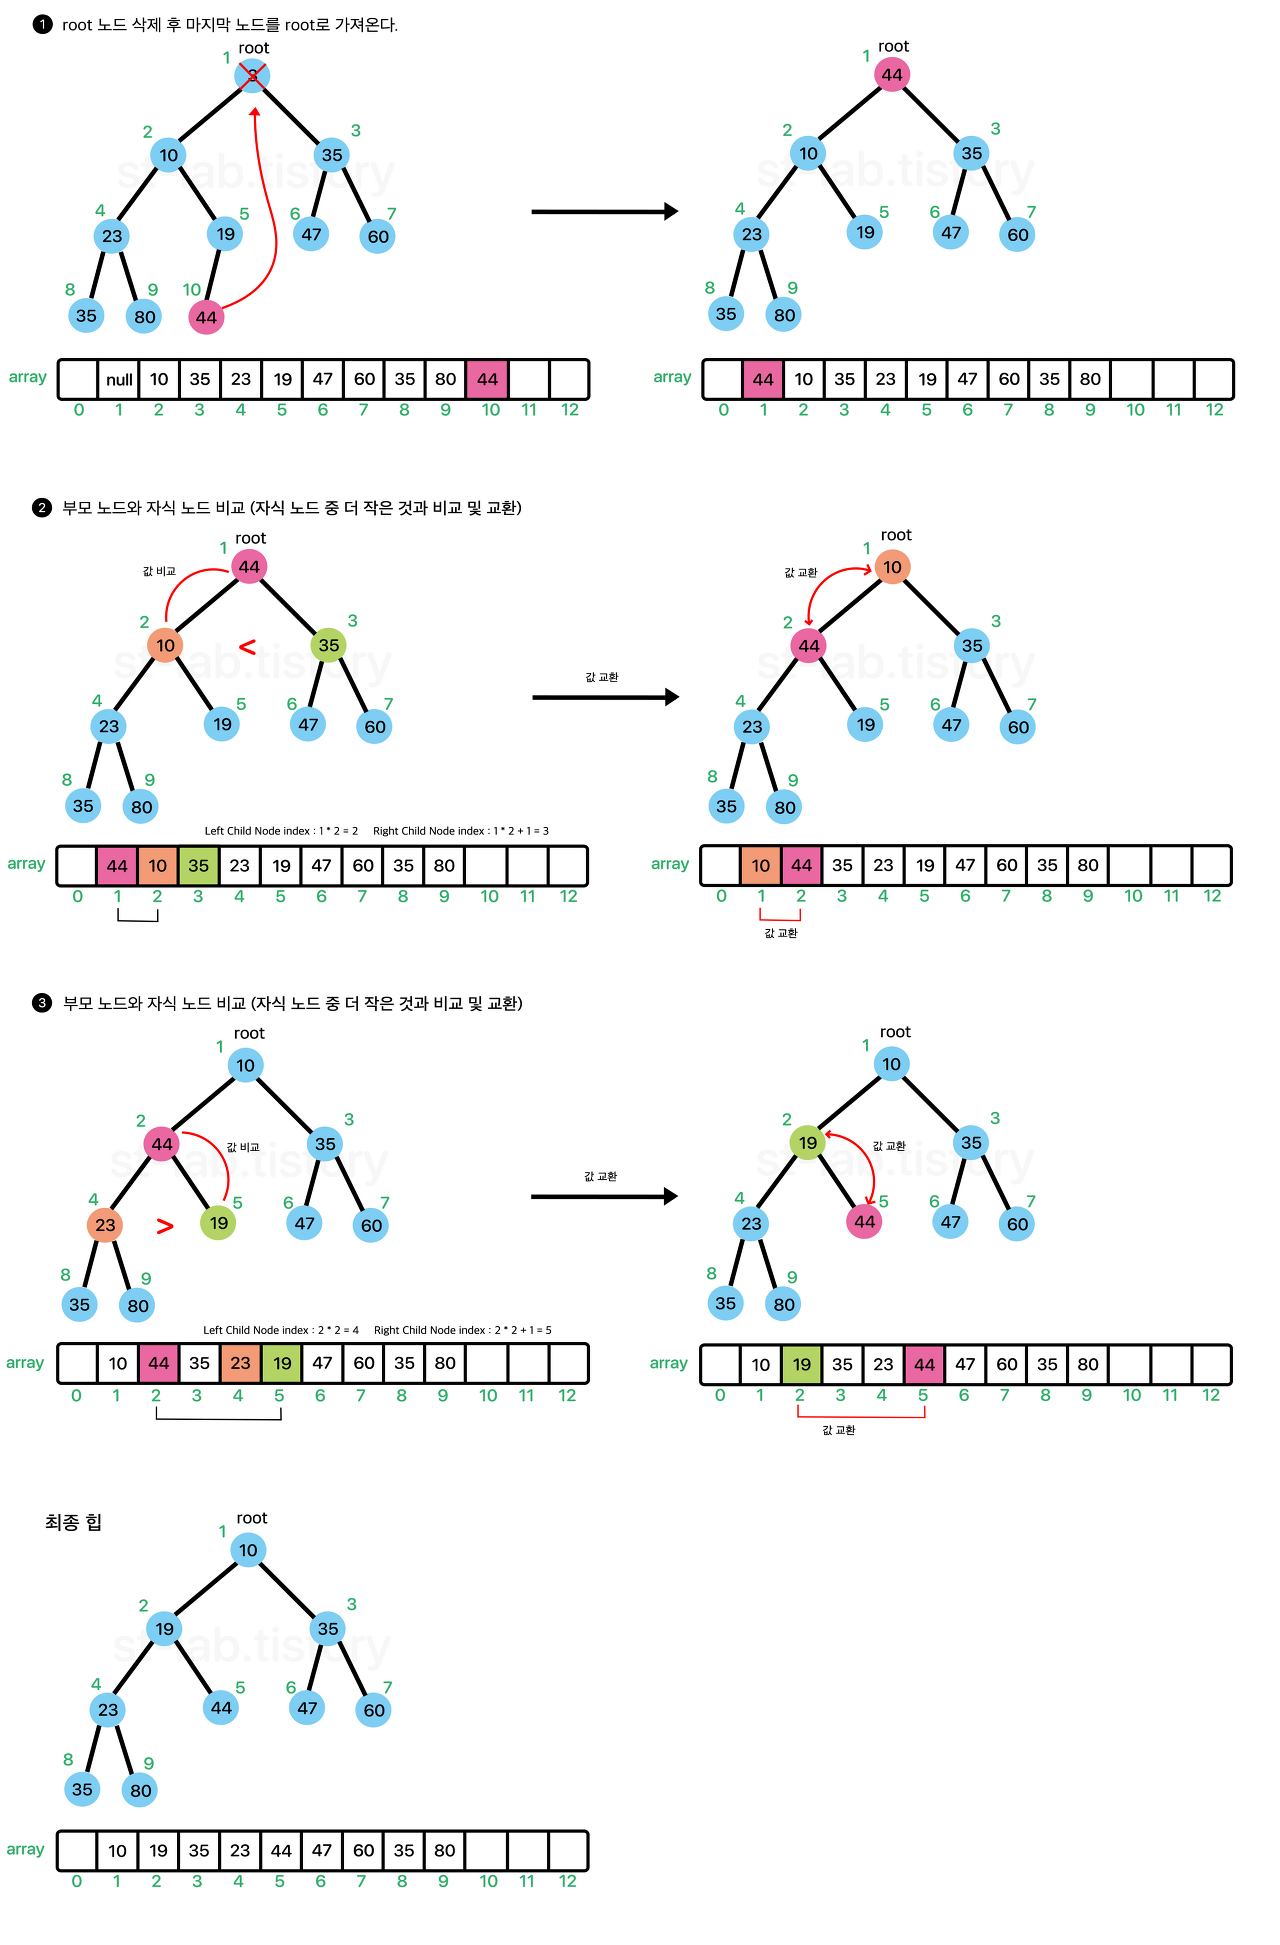 1 root 노드 삭제 후 마지막 노드를 root로 가져온다.
root root
1 3 1 44
2 10 3 35 2 10 3 35
4 23 5 19 6 47 7 60 4 23 5 19 6 47 7 60
8 35 9 80 10 44 8 35 9 80
array null 10 35 23 19 47 60 35 80 44
0 1 2 3 4 5 6 7 8 9 10 11 12
array 44 10 35 23 19 47 60 35 80
0 1 2 3 4 5 6 7 8 9 10 11 12
2 부모 노드와 자식 노드 비교 (자식 노드 중 더 작은 것과 비교 및 교환)
root root
1 44 1 10
값 비교 값 교환
2 10 < 3 35 2 44 3 35
값 교환
4 23 5 19 6 47 7 60 4 23 5 19 6 47 7 60
8 35 9 80 8 35 9 80
Left Child Node index : 1 * 2 = 2 Right Child Node index : 1 * 2 + 1 = 3
array 44 10 35 23 19 47 60 35 80
0 1 2 3 4 5 6 7 8 9 10 11 12
array 10 44 35 23 19 47 60 35 80
0 1 2 3 4 5 6 7 8 9 10 11 12
값 교환
3 부모 노드와 자식 노드 비교 (자식 노드 중 더 작은 것과 비교 및 교환)
root root
1 10 1 10
2 44 값 비교 3 35 2 19 값 교환 3 35
값 교환
4 23 > 5 19 6 47 7 60 4 23 5 44 6 47 7 60
8 35 9 80 8 35 9 80
Left Child Node index : 2 * 2 = 4 Right Child Node index : 2 * 2 + 1 = 5
array 10 44 35 23 19 47 60 35 80
0 1 2 3 4 5 6 7 8 9 10 11 12
array 10 19 35 23 44 47 60 35 80
0 1 2 3 4 5 6 7 8 9 10 11 12
값 교환
최종 힙
root
1 10
2 19 3 35
4 23 5 44 6 47 7 60
8 35 9 80
array 10 19 35 23 44 47 60 35 80
0 1 2 3 4 5 6 7 8 9 10 11 12